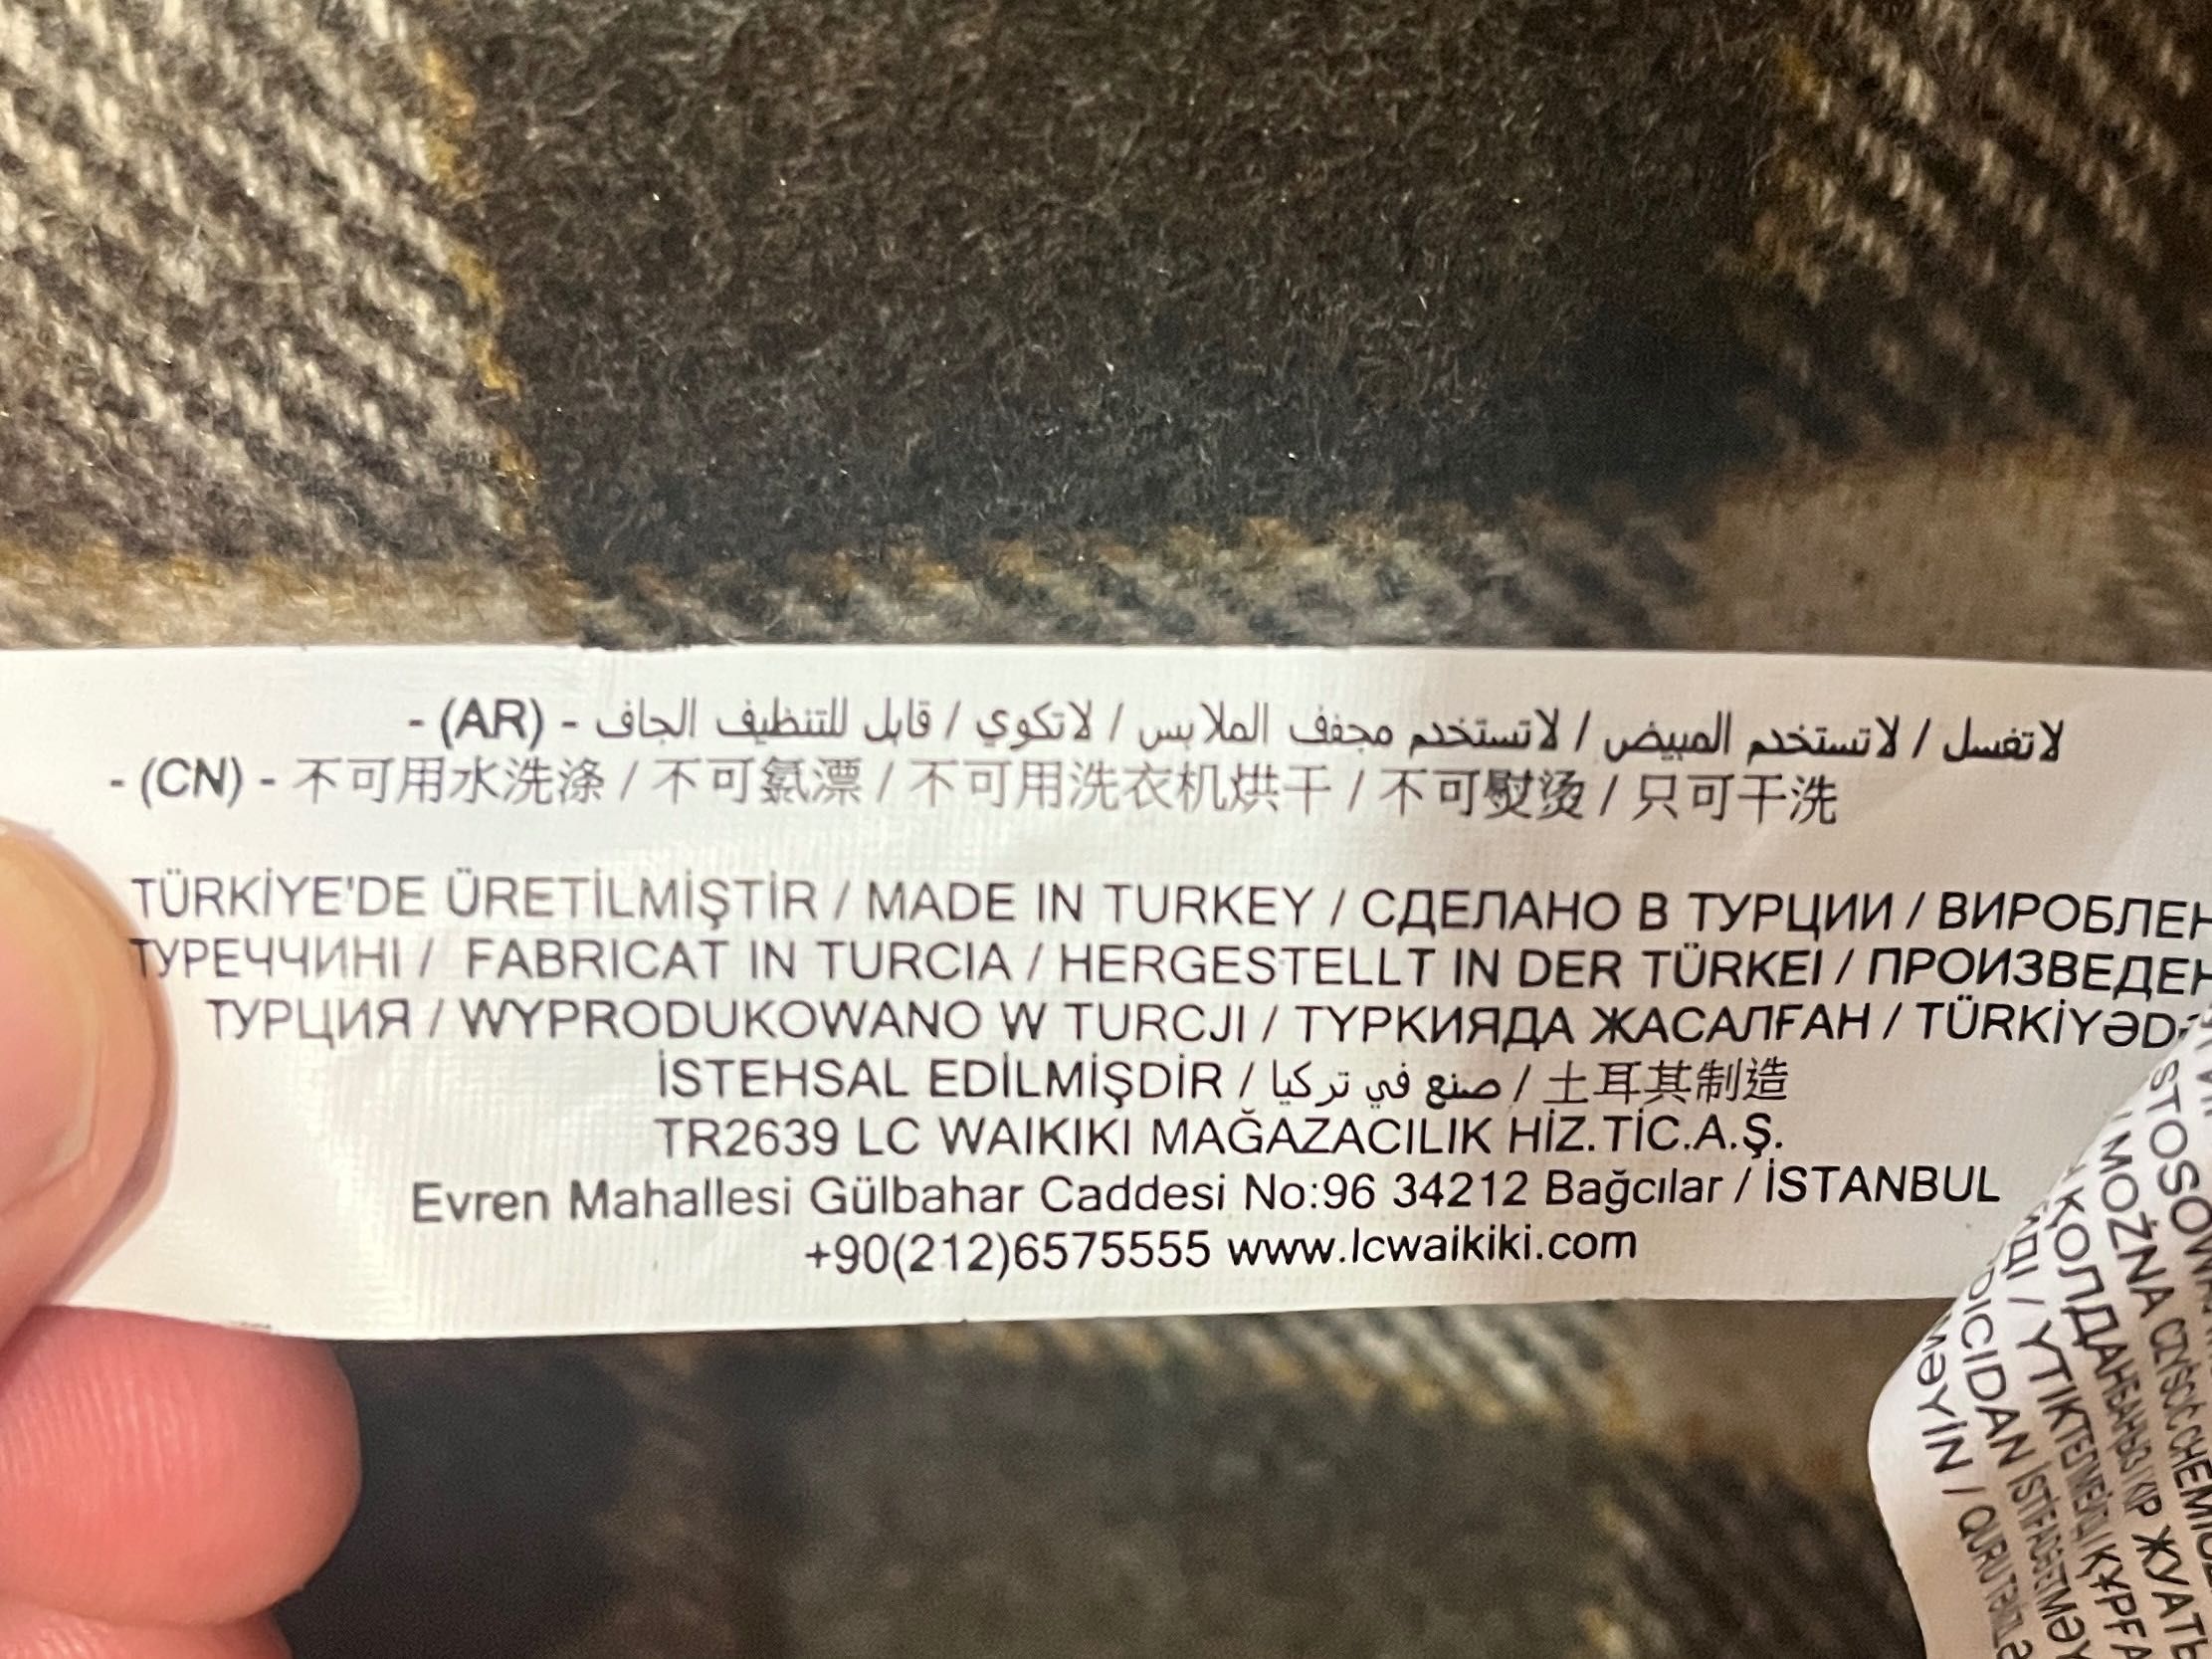 - (AR) - لاتغسل / لاتستخدم المبيض / لاتستخدم مجفف الملابس / لاتكوي / قابل للتنظيف الجاف
- (CN) - 不可用水洗涤 / 不可氯漂 / 不可用洗衣机烘干 / 不可熨烫 / 只可干洗
TÜRKİYE'DE ÜRETİLMİŞTİR / MADE IN TURKEY / СДЕЛАНО В ТУРЦИИ / ВИРОБЛЕН
ТУРЕЧЧИНІ / FABRICAT IN TURCIA / HERGESTELLT IN DER TÜRKEI / ПРОИЗВЕДЕН
ТУРЦИЯ / WYPRODUKOWANO W TURCJI / ТҮРКИЯДА ЖАСАЛҒАН / TÜRKİYƏD
İSTEHSAL EDİLMİŞDİR / صنع في تركيا / 土耳其制造
TR2639 LC WAIKIKI MAĞAZACILIK HİZ.TİC.A.Ş.
Evren Mahallesi Gülbahar Caddesi No:96 34212 Bağcılar / İSTANBUL
+90(212)6575555 www.lcwaikiki.com
MOŻNA CZYŚCIĆ
ЖУАТЬ